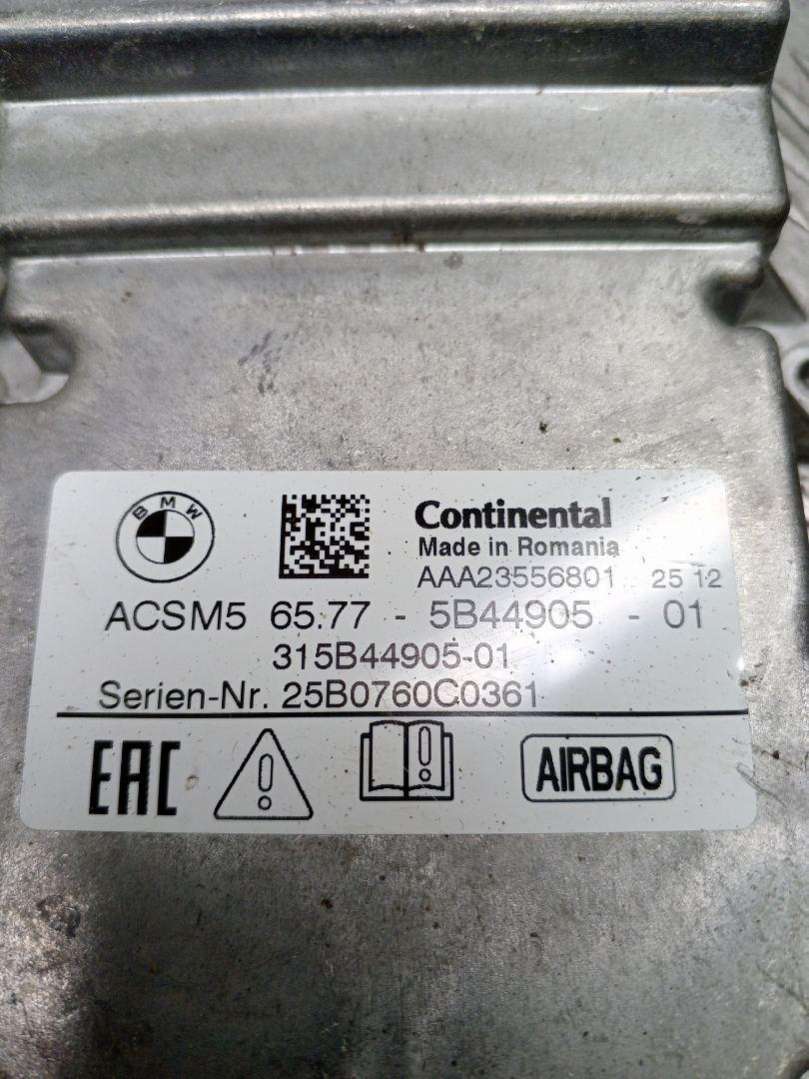 BMW
Continental
Made in Romania
AAA23556801 25 12
ACSM5 65.77 - 5B44905 - 01
315B44905-01
Serien-Nr. 25B0760C0361
EAC
AIRBAG